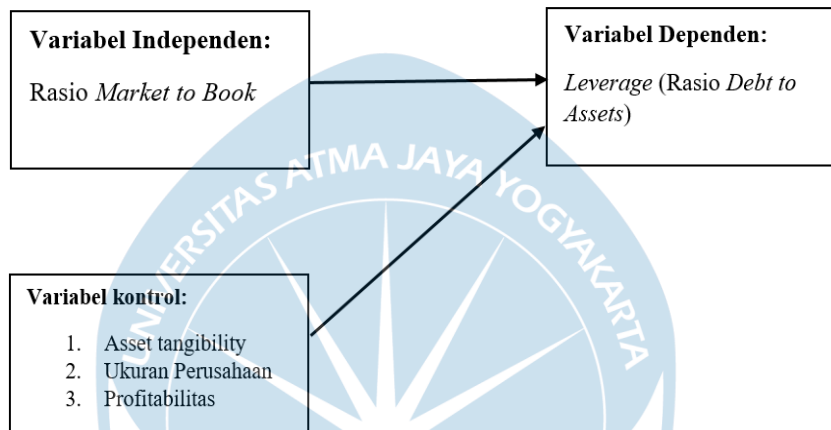 Variabel Independen:
Rasio Market to Book
Variabel Dependen:
Leverage (Rasio Debt to
Assets)
UNIVERSITAS ATMA JAYA YOGYAKARTA
Variabel kontrol:
1. Asset tangibility
2. Ukuran Perusahaan
3. Profitabilitas